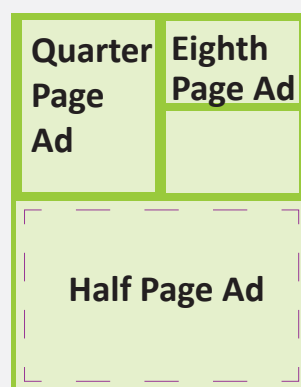 Quarter
Page
Ad
Eighth
Page Ad
Half Page Ad